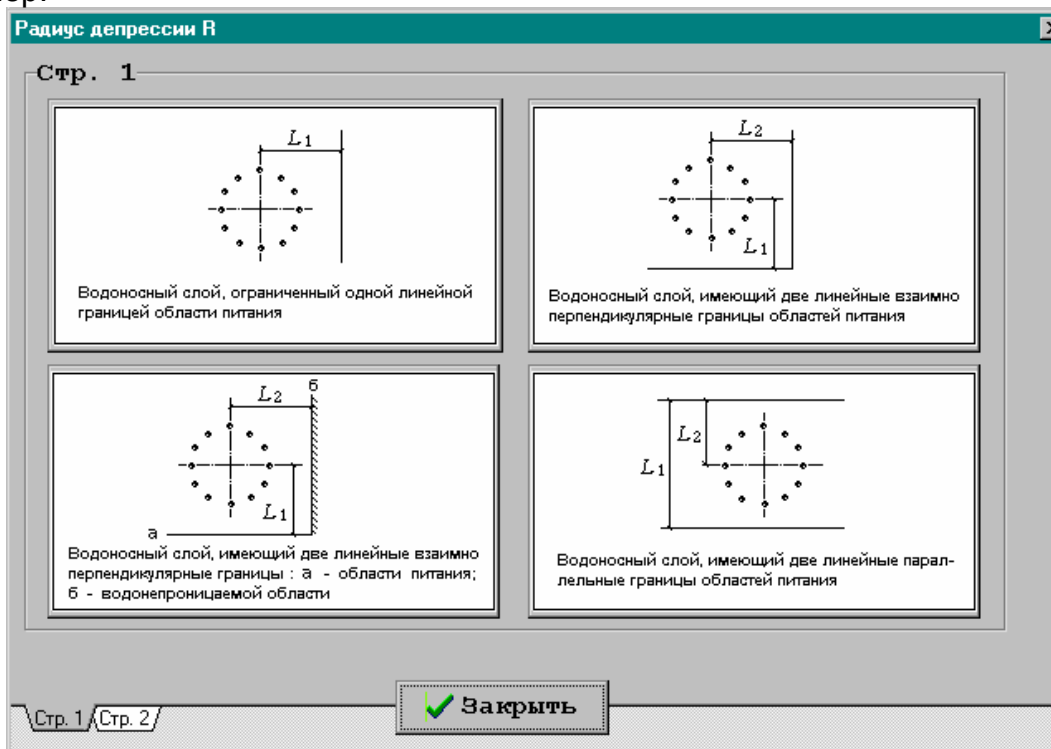 ер.
Радиус депрессии R
Стр. 1
L1
Водоносный слой, ограниченный одной линейной
границей области питания
L2
L1
Водоносный слой, имеющий две линейные взаимно
перпендикулярные границы областей питания
L2
б
L1
а
Водоносный слой, имеющий две линейные взаимно
перпендикулярные границы : а - области питания;
б - водонепроницаемой области
L2
L1
Водоносный слой, имеющий две линейные парал-
лельные границы областей питания
Закрыть
Стр. 1
Стр. 2